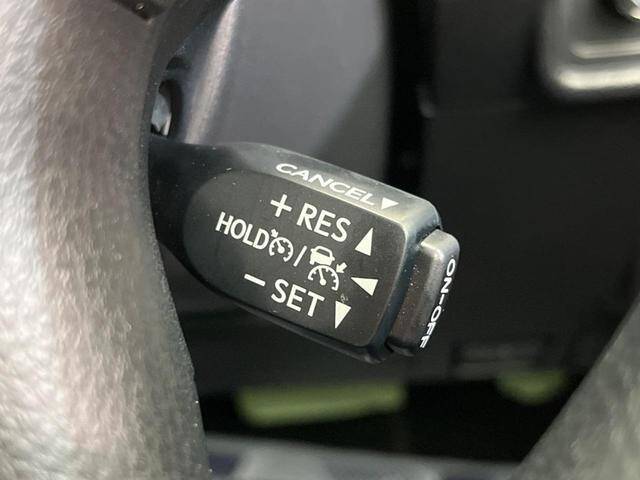 CANCEL▼
+ RES ▲
HOLD / ◄
- SET ▼
ON-OFF